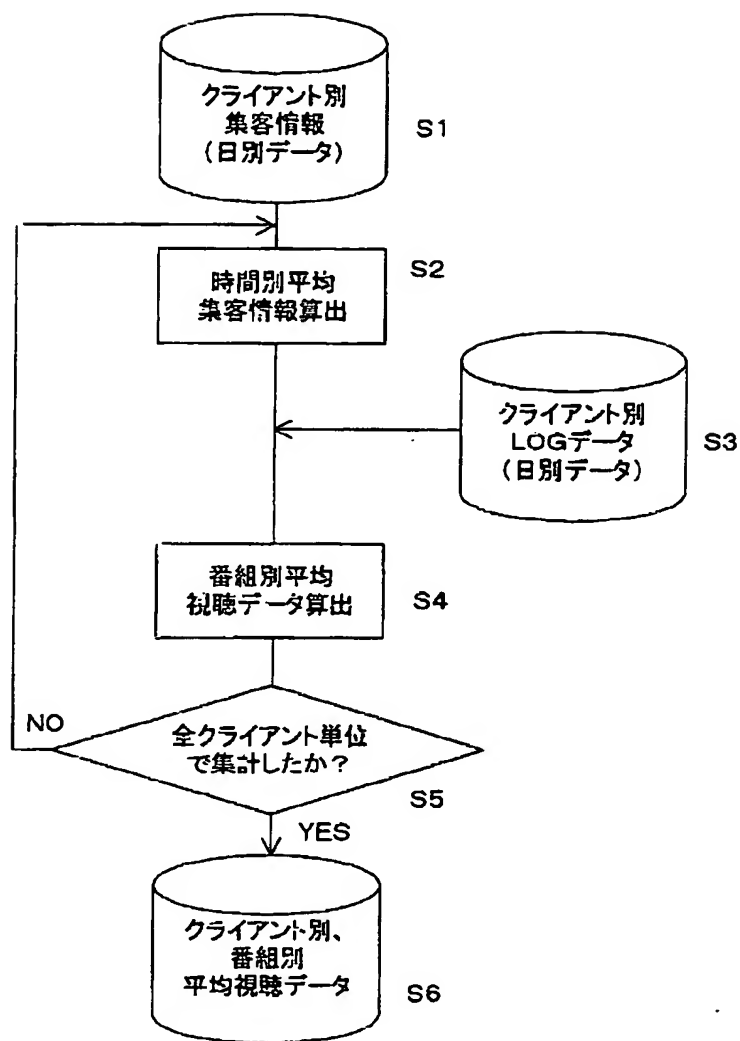 クライアント別
集客情報
（日別データ）
S1
時間別平均
集客情報算出
S2
クライアント別
LOGデータ
（日別データ）
S3
番組別平均
視聴データ算出
S4
NO
全クライアント単位
で集計したか？
S5
YES
クライアント別、
番組別
平均視聴データ
S6